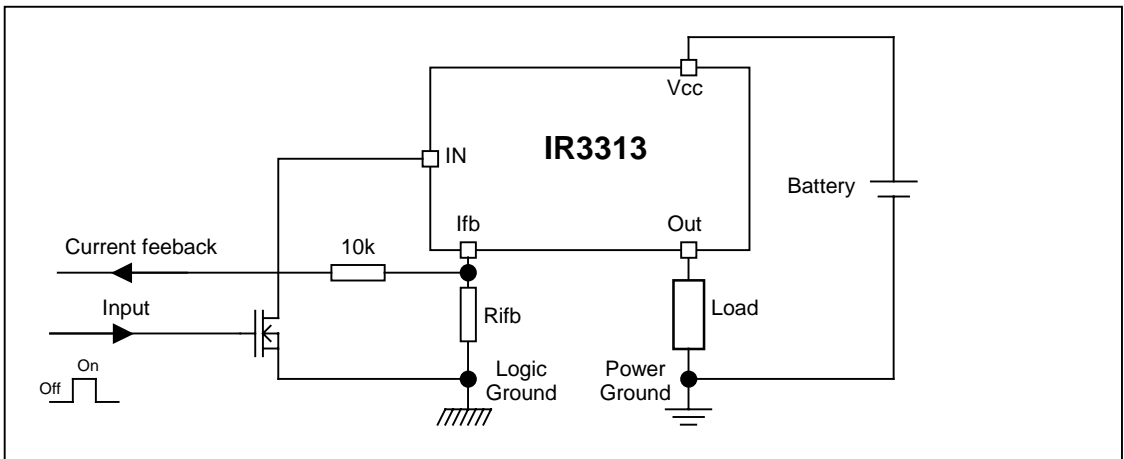 Vcc
IR3313
IN
Battery
Ifb
Out
Current feeback
10k
Input
Rifb
Load
On
Off
Logic
Ground
Power
Ground